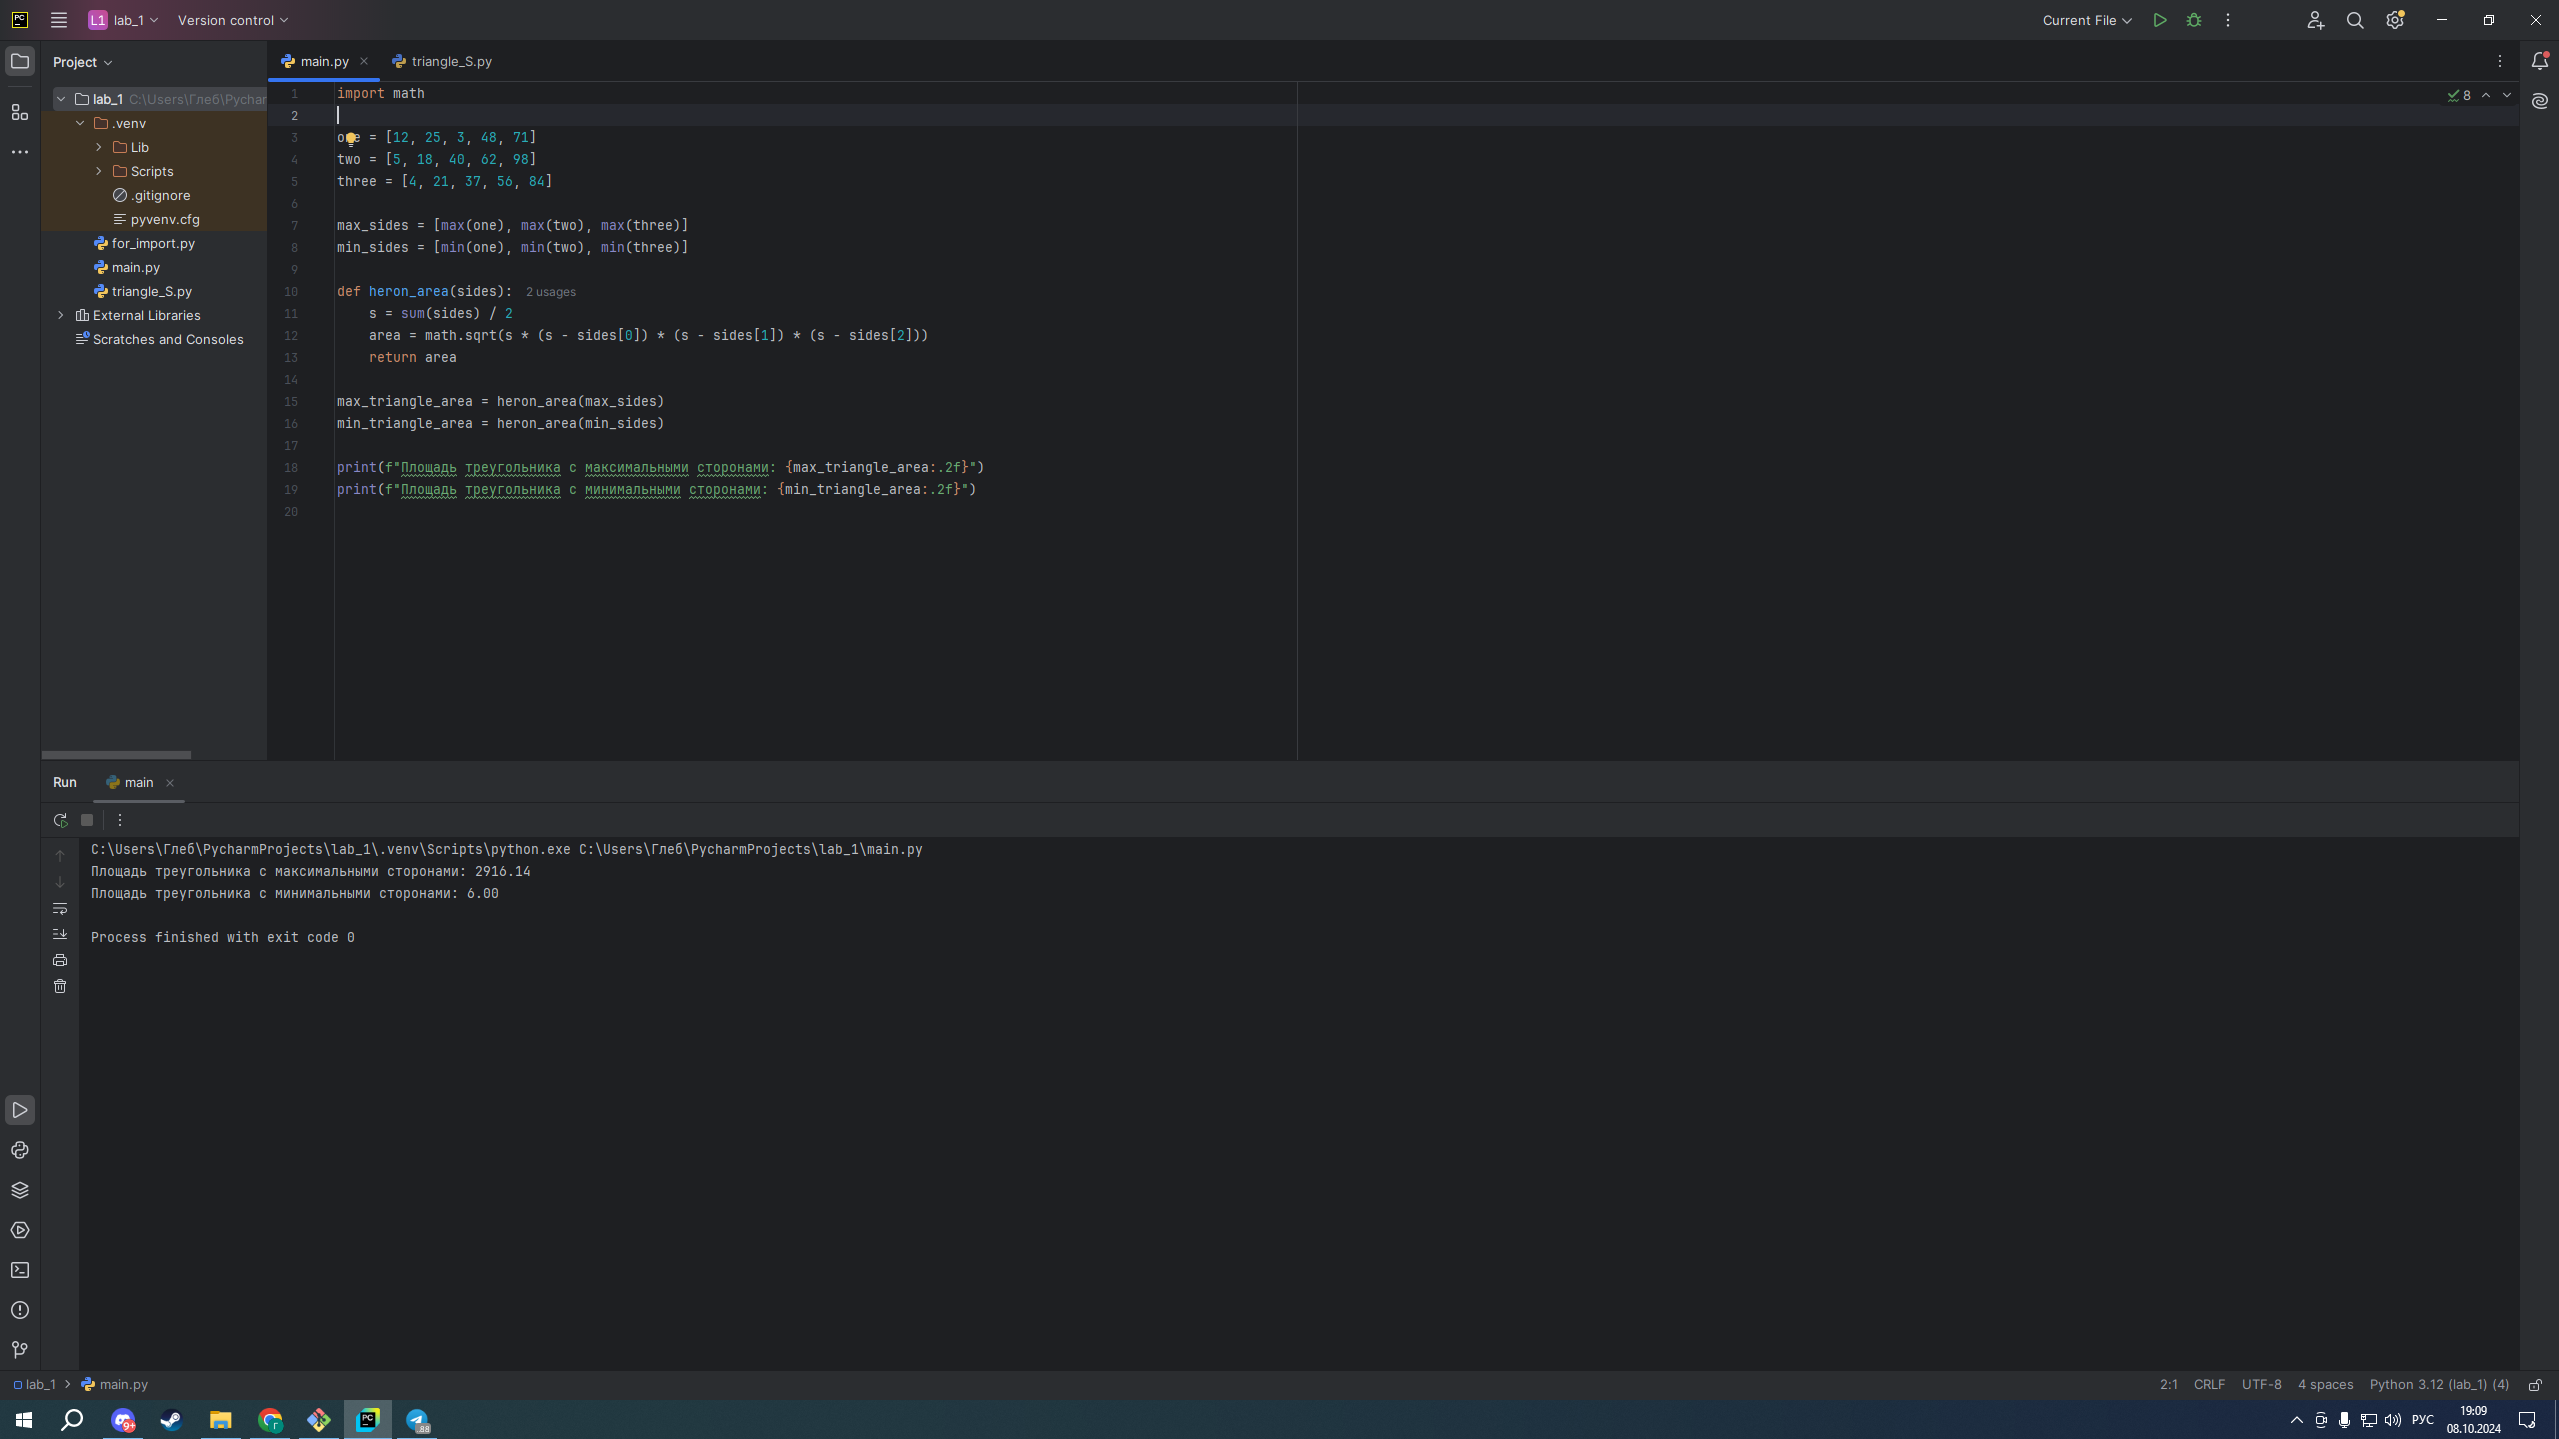 PC L1 lab_1 Version control Current File
Project
main.py triangle_S.py
lab_1 C:\Users\Глеб\Pychar
.venv
Lib
Scripts
.gitignore
pyvenv.cfg
for_import.py
main.py
triangle_S.py
External Libraries
Scratches and Consoles
8
1 import math
2
3 one = [12, 25, 3, 48, 71]
4 two = [5, 18, 40, 62, 98]
5 three = [4, 21, 37, 56, 84]
6
7 max_sides = [max(one), max(two), max(three)]
8 min_sides = [min(one), min(two), min(three)]
9
10 def heron_area(sides): 2 usages
11 s = sum(sides) / 2
12 area = math.sqrt(s * (s - sides[0]) * (s - sides[1]) * (s - sides[2]))
13 return area
14
15 max_triangle_area = heron_area(max_sides)
16 min_triangle_area = heron_area(min_sides)
17
18 print(f"Площадь треугольника с максимальными сторонами: {max_triangle_area:.2f}")
19 print(f"Площадь треугольника с минимальными сторонами: {min_triangle_area:.2f}")
20
Run main
C:\Users\Глеб\PycharmProjects\lab_1\.venv\Scripts\python.exe C:\Users\Глеб\PycharmProjects\lab_1\main.py
Площадь треугольника с максимальными сторонами: 2916.14
Площадь треугольника с минимальными сторонами: 6.00
Process finished with exit code 0
lab_1 main.py 2:1 CRLF UTF-8 4 spaces Python 3.12 (lab_1) (4)
9+ PC .88 РУС 19:09
08.10.2024